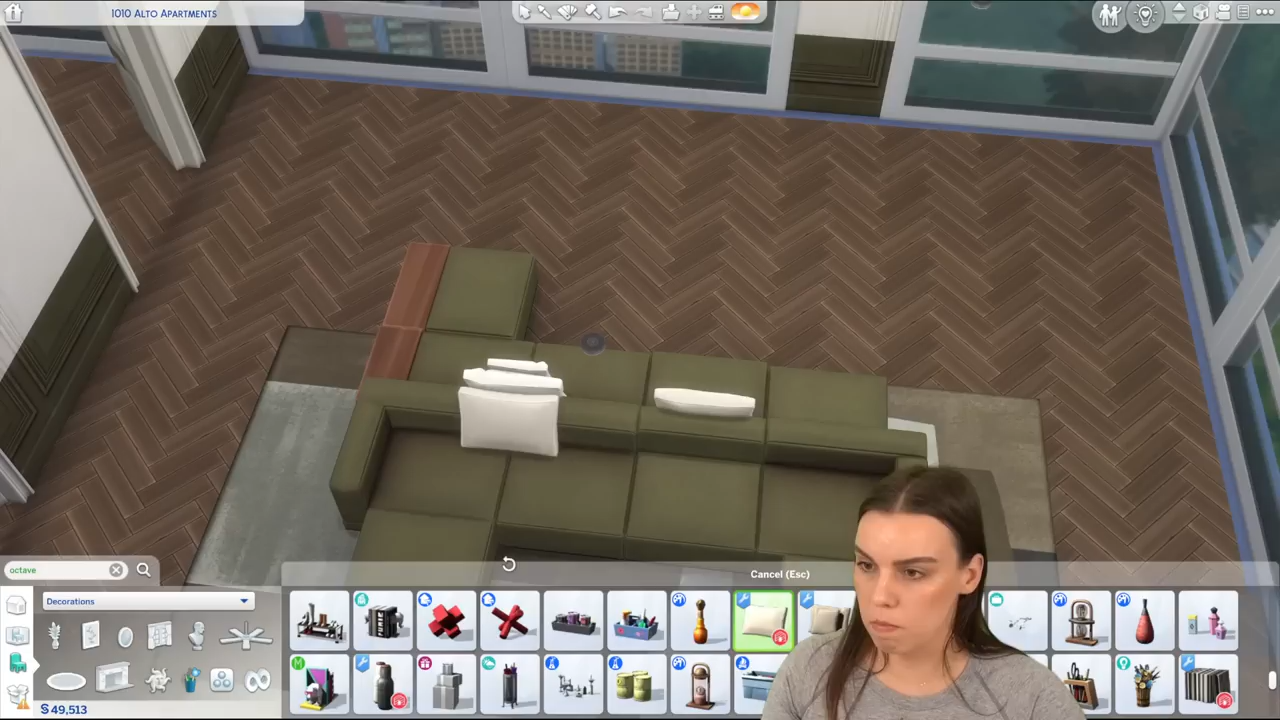 1010 ALTO APARTMENTS
octave
Cancel (Esc)
Decorations
§ 49,513